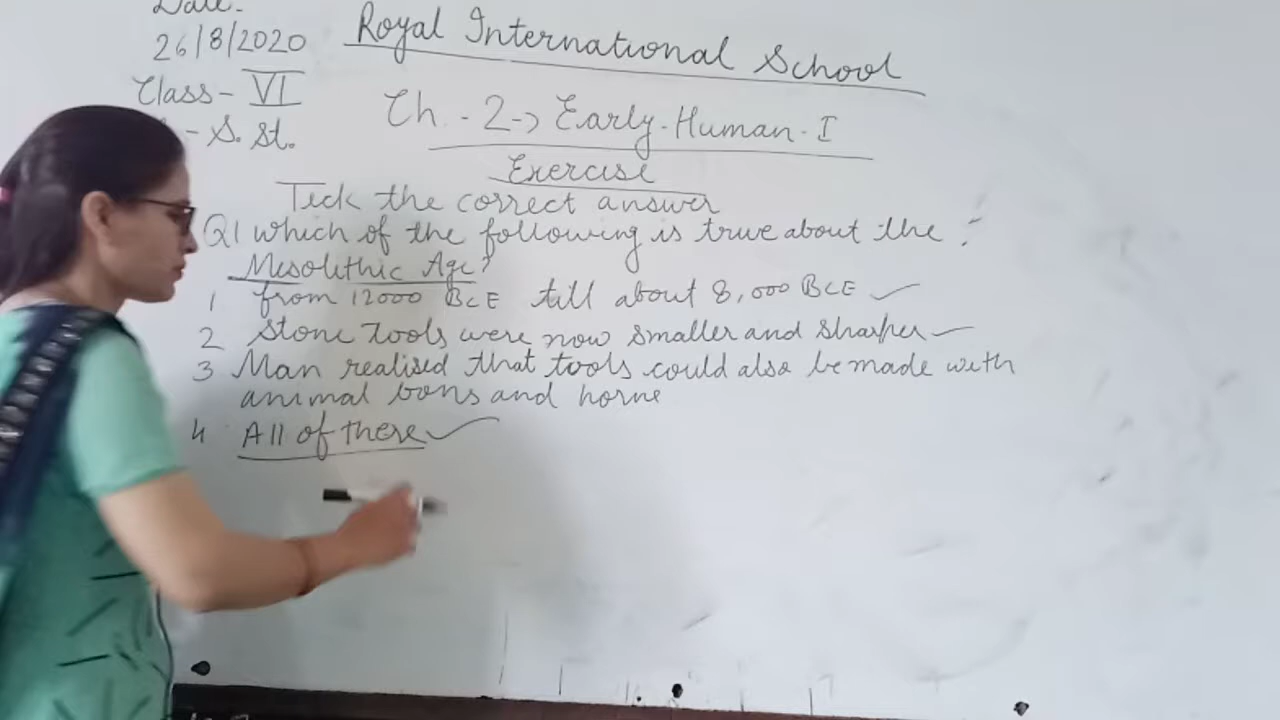 Date-
26/8/2020
Royal International School
Class- VI
- S. St.
Ch - 2 -> Early-Human-I
Exercise
Tick the correct answer
Q1 which of the following is true about the
Mesolithic Age?
1 from 12000 BCE till about 8,000 BCE ✓
2 Stone Tools were now smaller and sharper ✓
3 Man realised that tools could also be made with
animal bons and horne
4 All of there ✓